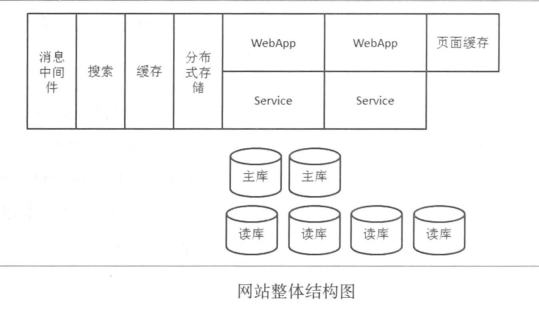 消息
中间
件
搜索
缓存
分布
式存
储
WebApp
WebApp
页面缓存
Service
Service
主库
主库
读库
读库
读库
读库
网站整体结构图